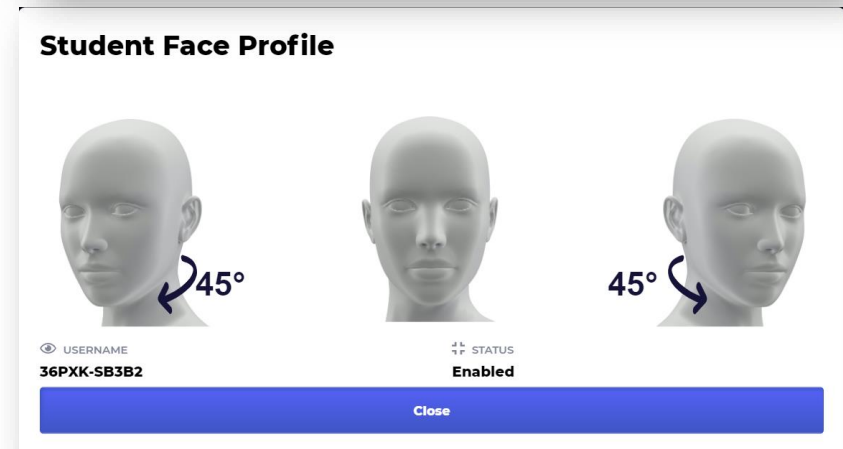 Student Face Profile
45°
45°
USERNAME
STATUS
36PXK-SB3B2
Enabled
Close